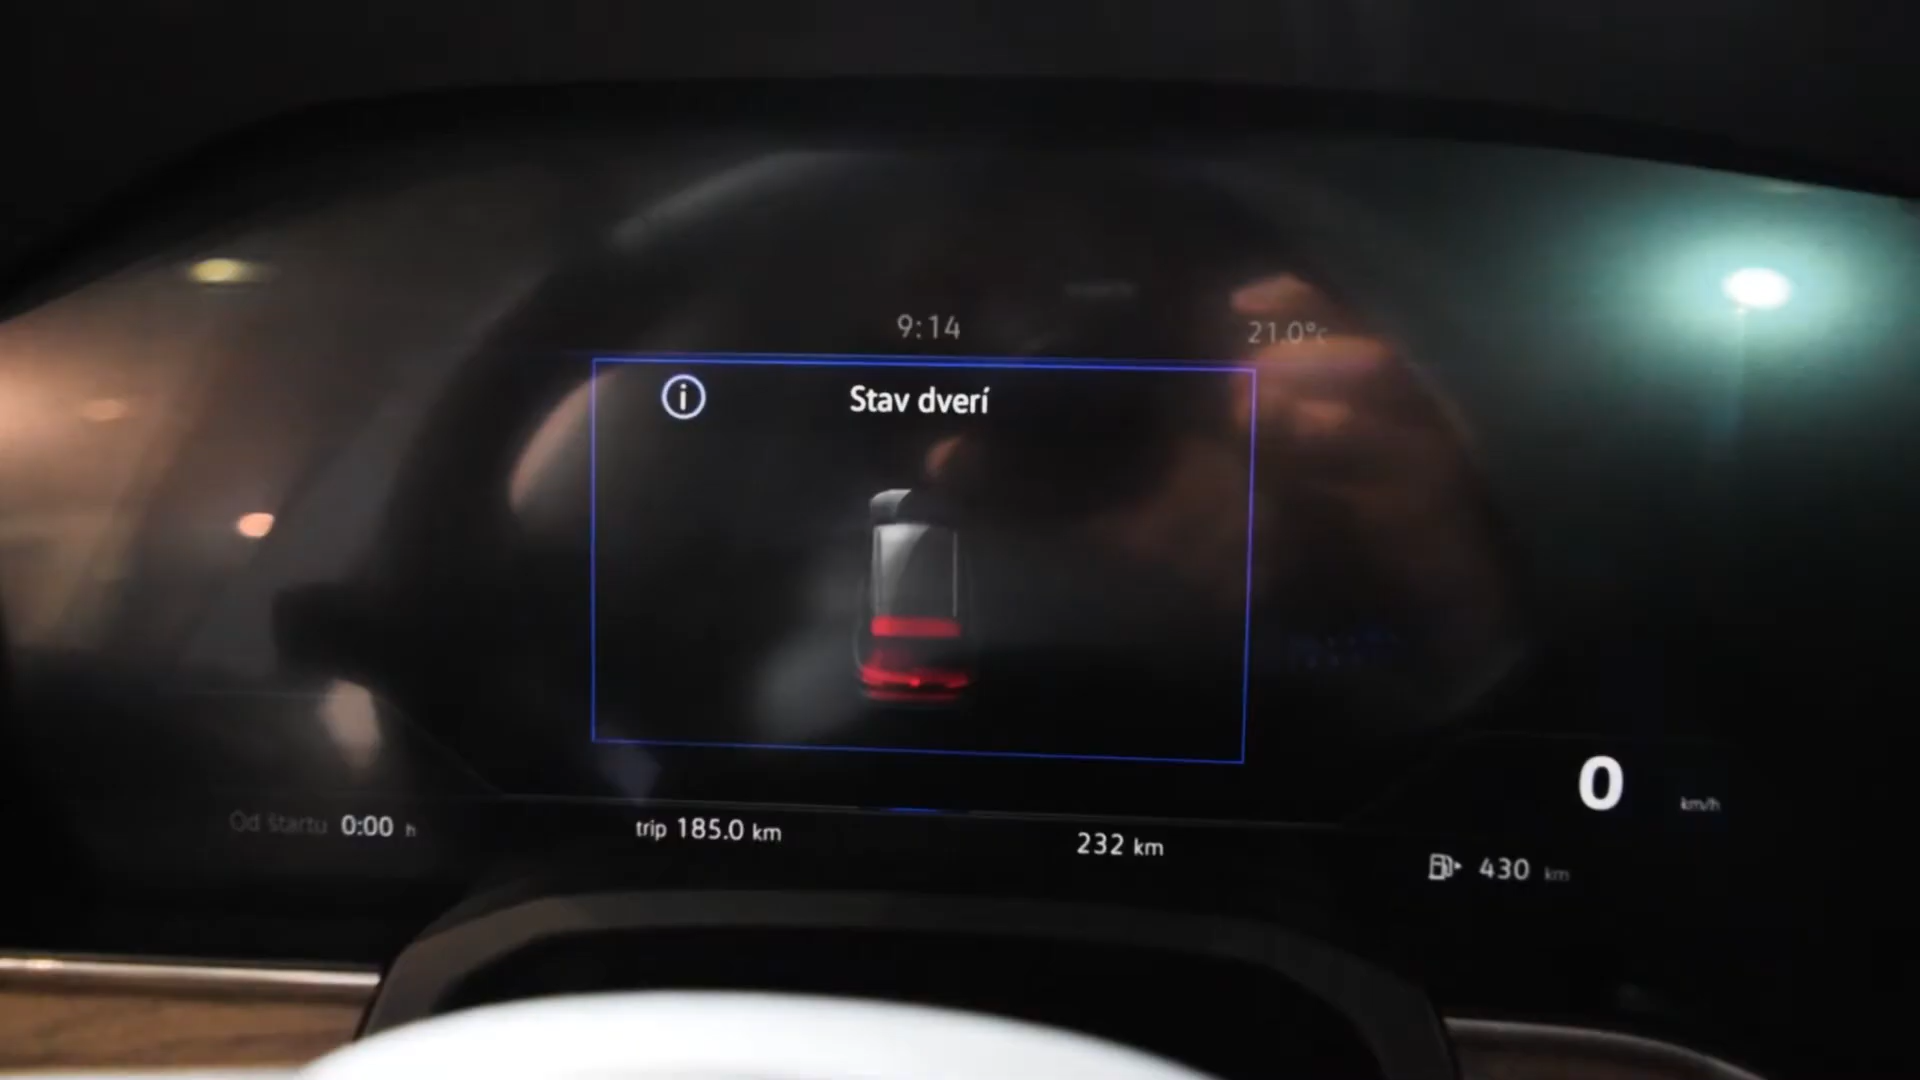 9:14
21.0°C
i
Stav dverí
0 km/h
Od štartu 0:00 h
trip 185.0 km
232 km
430 km